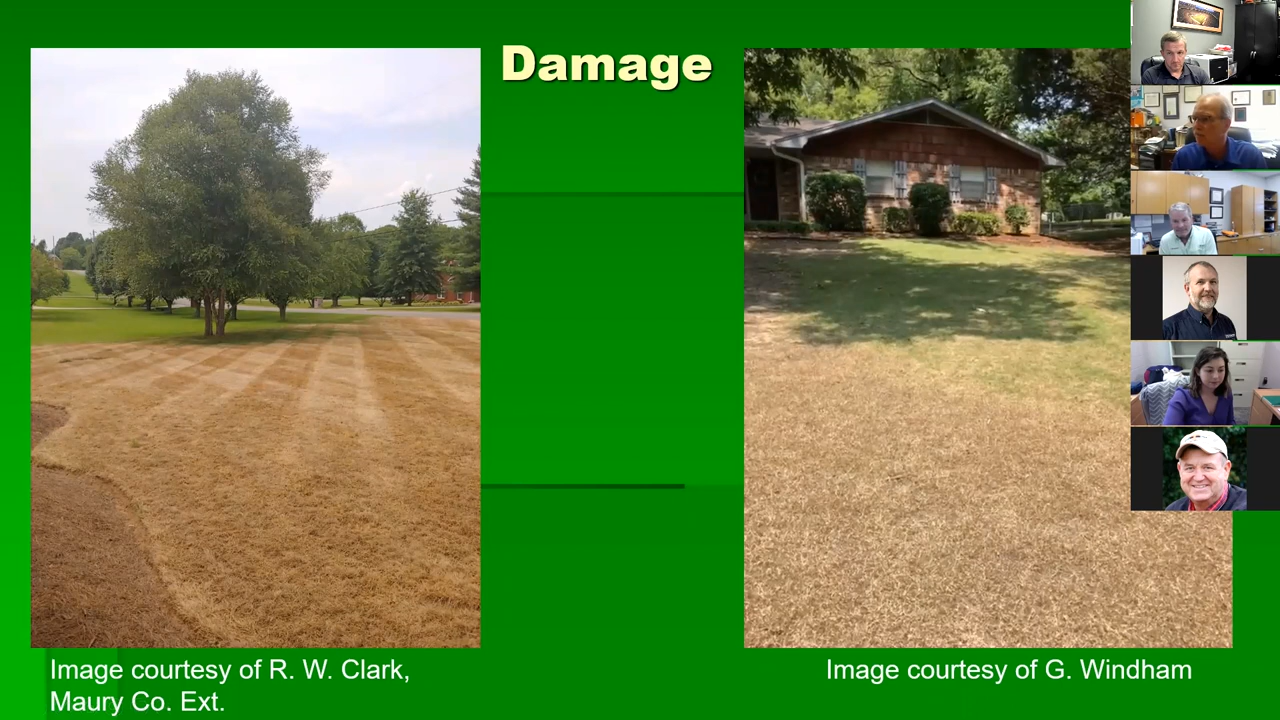 Damage
Image courtesy of R. W. Clark,
Maury Co. Ext.
Image courtesy of G. Windham